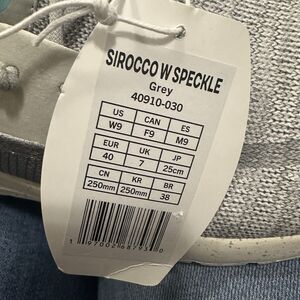 SIROCCO W SPECKLE
Grey
40910-030
US CAN ES
W9 F9 M9
EUR UK JP
40 7 25cm
CN KR BR
250mm 250mm 38